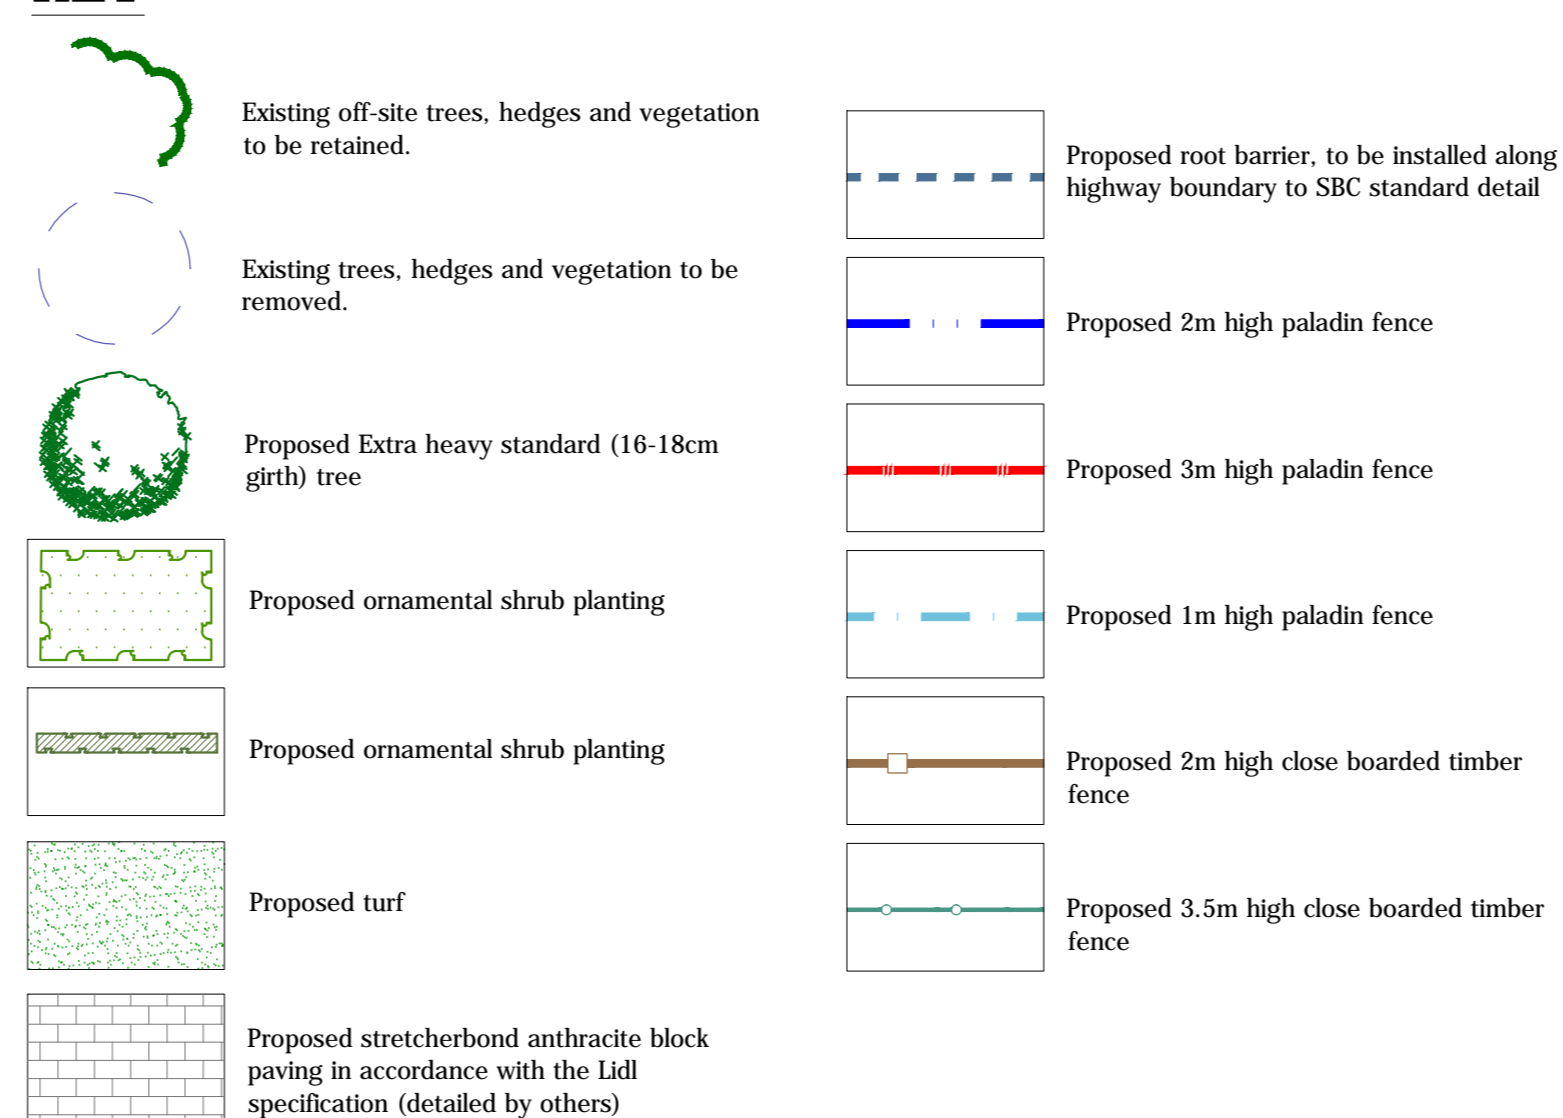 Existing off-site trees, hedges and vegetation
to be retained.
Existing trees, hedges and vegetation to be
removed.
Proposed Extra heavy standard (16-18cm
girth) tree
Proposed ornamental shrub planting
Proposed ornamental shrub planting
Proposed turf
Proposed stretcherbond anthracite block
paving in accordance with the Lidl
specification (detailed by others)
Proposed root barrier, to be installed along
highway boundary to SBC standard detail
Proposed 2m high paladin fence
Proposed 3m high paladin fence
Proposed 1m high paladin fence
Proposed 2m high close boarded timber
fence
Proposed 3.5m high close boarded timber
fence